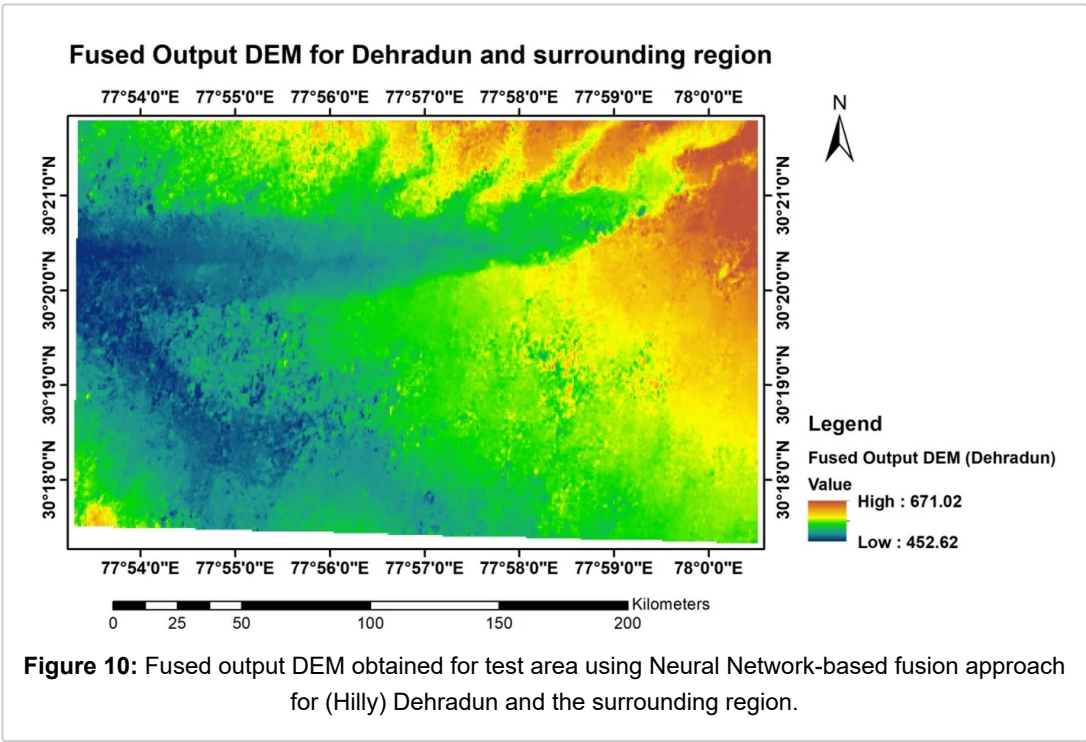 Fused Output DEM for Dehradun and surrounding region
77°54'0"E 77°55'0"E 77°56'0"E 77°57'0"E 77°58'0"E 77°59'0"E 78°0'0"E
N
30°21'0"N 30°21'0"N
30°20'0"N 30°20'0"N
30°19'0"N 30°19'0"N
30°18'0"N 30°18'0"N
Legend
Fused Output DEM (Dehradun)
Value
High : 671.02
Low : 452.62
77°54'0"E 77°55'0"E 77°56'0"E 77°57'0"E 77°58'0"E 77°59'0"E 78°0'0"E
Kilometers
0 25 50 100 150 200
Figure 10: Fused output DEM obtained for test area using Neural Network-based fusion approach
for (Hilly) Dehradun and the surrounding region.